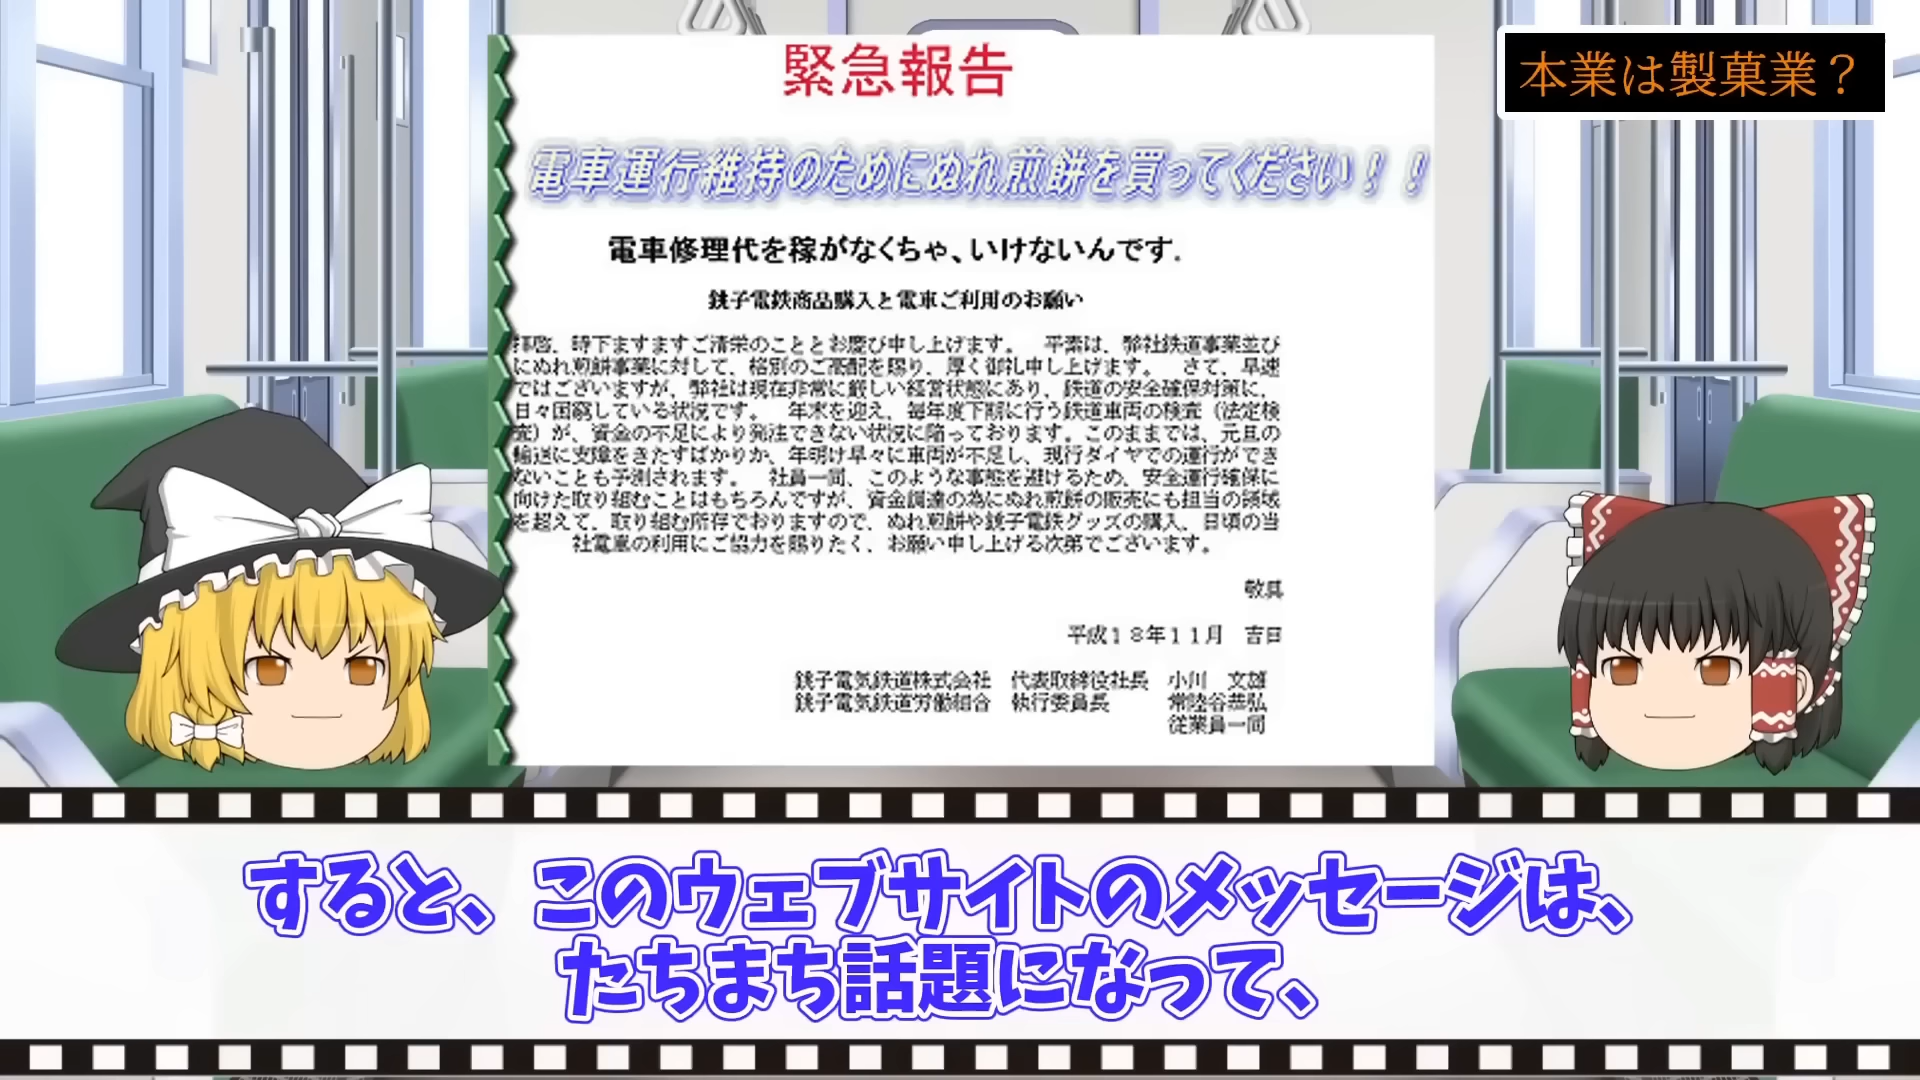 本業は製菓業？
緊急報告
電車運行維持のためにぬれ煎餅を買ってください！！
電車修理代を稼がなくちゃ、いけないんです。
銚子電鉄商品購入と電車ご利用のお願い
拝啓、時下ますますご清栄のこととお慶び申し上げます。　平素は、弊社鉄道事業並び
にぬれ煎餅事業に対して、格別のご高配を賜り、厚く御礼申し上げます。　さて、早速
ではございますが、弊社は現在非常に厳しい経営状態にあり、鉄道の安全確保対策に、
日々困窮している状況です。　年末を迎え、毎年度下期に行う鉄道車両の検査（法定検
査）が、資金の不足により発注できない状況に陥っております。このままでは、元旦の
輸送に支障をきたすばかりか、年明け早々に車両が不足し、現行ダイヤでの運行ができ
ないことも予測されます。　社員一同、このような事態を避けるため、安全運行確保に
向けた取り組むことはもちろんですが、資金調達の為にぬれ煎餅の販売にも担当の領域
を超えて、取り組む所存でおりますので、ぬれ煎餅や銚子電鉄グッズの購入、日頃の当
社電車の利用にご協力を賜りたく、お願い申し上げる次第でございます。
敬具
平成１８年１１月　吉日
銚子電気鉄道株式会社　代表取締役社長　小川　文雄
銚子電気鉄道労働組合　執行委員長　常陸谷恭弘
従業員一同
すると、このウェブサイトのメッセージは、
たちまち話題になって、